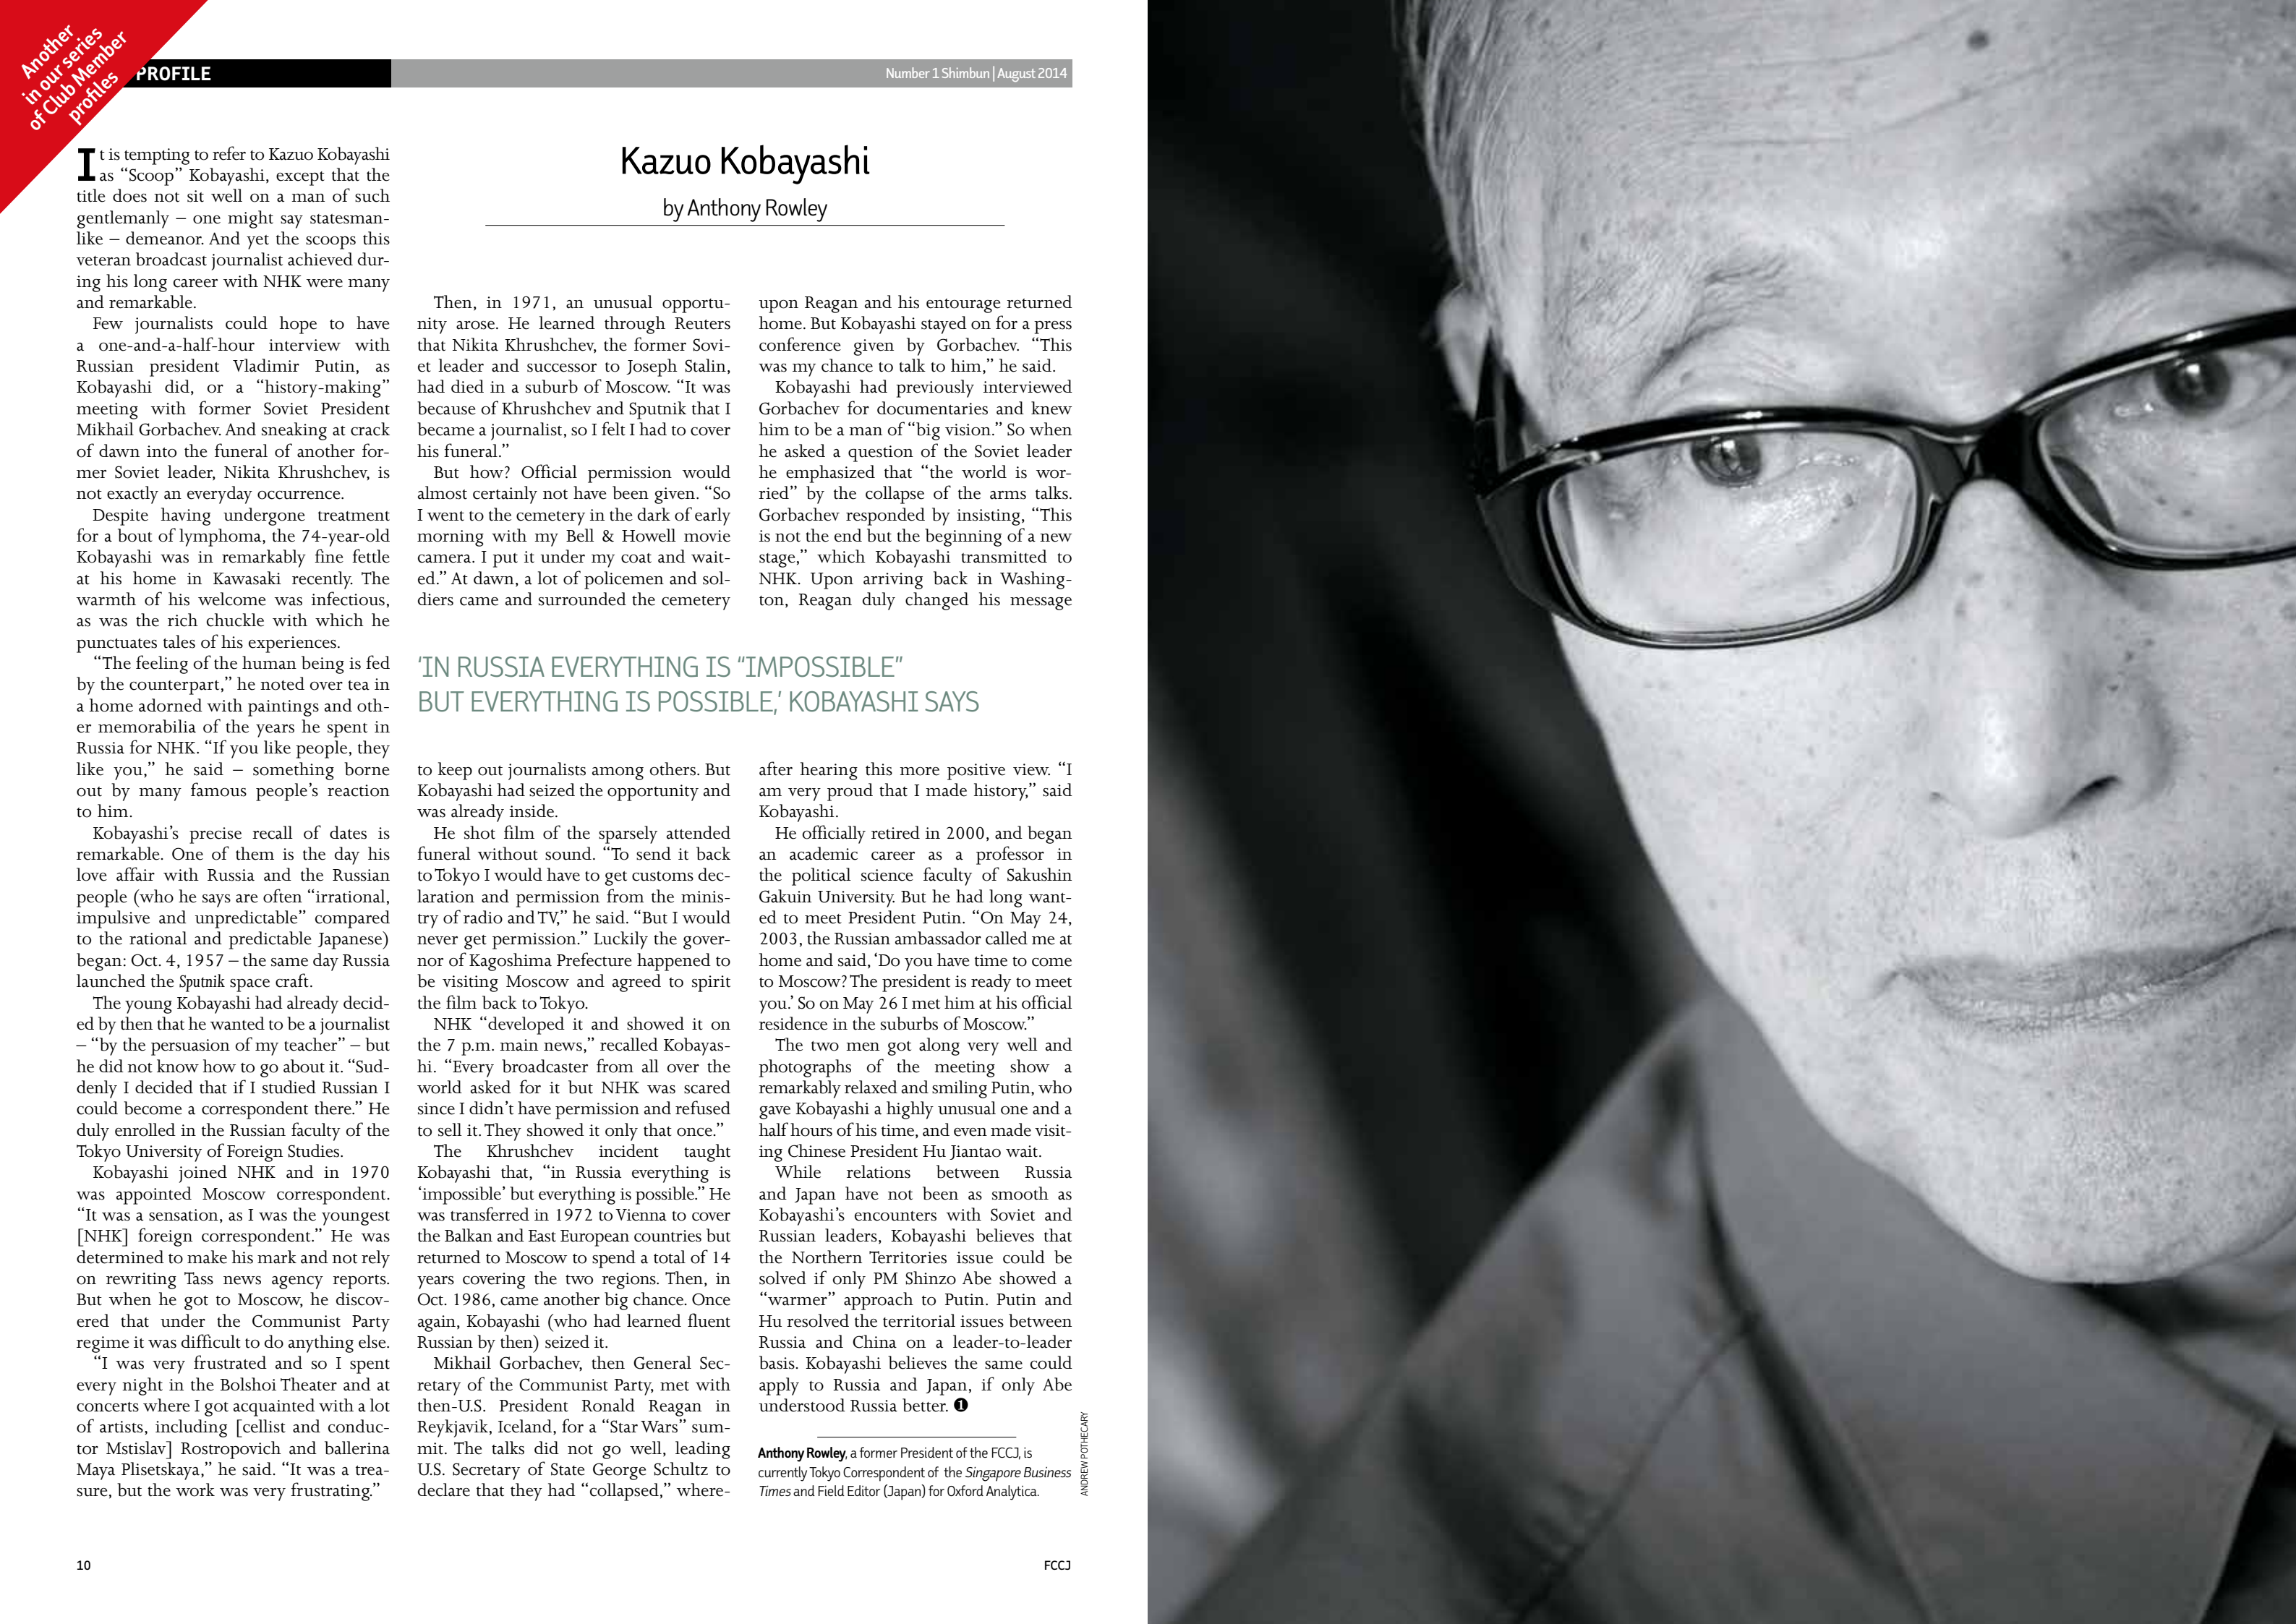 Another
in our series
of Club Member
profiles
PROFILE
Number 1 Shimbun | August 2014
Kazuo Kobayashi
by Anthony Rowley
It is tempting to refer to Kazuo Kobayashi
as “Scoop” Kobayashi, except that the
title does not sit well on a man of such
gentlemanly – one might say statesman-
like – demeanor. And yet the scoops this
veteran broadcast journalist achieved dur-
ing his long career with NHK were many
and remarkable.
Few journalists could hope to have
a one-and-a-half-hour interview with
Russian president Vladimir Putin, as
Kobayashi did, or a “history-making”
meeting with former Soviet President
Mikhail Gorbachev. And sneaking at crack
of dawn into the funeral of another for-
mer Soviet leader, Nikita Khrushchev, is
not exactly an everyday occurrence.
Despite having undergone treatment
for a bout of lymphoma, the 74-year-old
Kobayashi was in remarkably fine fettle
at his home in Kawasaki recently. The
warmth of his welcome was infectious,
as was the rich chuckle with which he
punctuates tales of his experiences.
“The feeling of the human being is fed
by the counterpart,” he noted over tea in
a home adorned with paintings and oth-
er memorabilia of the years he spent in
Russia for NHK. “If you like people, they
like you,” he said – something borne
out by many famous people’s reaction
to him.
Kobayashi’s precise recall of dates is
remarkable. One of them is the day his
love affair with Russia and the Russian
people (who he says are often “irrational,
impulsive and unpredictable” compared
to the rational and predictable Japanese)
began: Oct. 4, 1957 – the same day Russia
launched the Sputnik space craft.
The young Kobayashi had already decid-
ed by then that he wanted to be a journalist
– “by the persuasion of my teacher” – but
he did not know how to go about it. “Sud-
denly I decided that if I studied Russian I
could become a correspondent there.” He
duly enrolled in the Russian faculty of the
Tokyo University of Foreign Studies.
Kobayashi joined NHK and in 1970
was appointed Moscow correspondent.
“It was a sensation, as I was the youngest
[NHK] foreign correspondent.” He was
determined to make his mark and not rely
on rewriting Tass news agency reports.
But when he got to Moscow, he discov-
ered that under the Communist Party
regime it was difficult to do anything else.
“I was very frustrated and so I spent
every night in the Bolshoi Theater and at
concerts where I got acquainted with a lot
of artists, including [cellist and conduc-
tor Mstislav] Rostropovich and ballerina
Maya Plisetskaya,” he said. “It was a trea-
sure, but the work was very frustrating.”
Then, in 1971, an unusual opportu-
nity arose. He learned through Reuters
that Nikita Khrushchev, the former Sovi-
et leader and successor to Joseph Stalin,
had died in a suburb of Moscow. “It was
because of Khrushchev and Sputnik that I
became a journalist, so I felt I had to cover
his funeral.”
But how? Official permission would
almost certainly not have been given. “So
I went to the cemetery in the dark of early
morning with my Bell & Howell movie
camera. I put it under my coat and wait-
ed.” At dawn, a lot of policemen and sol-
diers came and surrounded the cemetery
‘IN RUSSIA EVERYTHING IS “IMPOSSIBLE”
BUT EVERYTHING IS POSSIBLE,’ KOBAYASHI SAYS
to keep out journalists among others. But
Kobayashi had seized the opportunity and
was already inside.
He shot film of the sparsely attended
funeral without sound. “To send it back
to Tokyo I would have to get customs dec-
laration and permission from the minis-
try of radio and TV,” he said. “But I would
never get permission.” Luckily the gover-
nor of Kagoshima Prefecture happened to
be visiting Moscow and agreed to spirit
the film back to Tokyo.
NHK “developed it and showed it on
the 7 p.m. main news,” recalled Kobayas-
hi. “Every broadcaster from all over the
world asked for it but NHK was scared
since I didn’t have permission and refused
to sell it. They showed it only that once.”
The Khrushchev incident taught
Kobayashi that, “in Russia everything is
‘impossible’ but everything is possible.” He
was transferred in 1972 to Vienna to cover
the Balkan and East European countries but
returned to Moscow to spend a total of 14
years covering the two regions. Then, in
Oct. 1986, came another big chance. Once
again, Kobayashi (who had learned fluent
Russian by then) seized it.
Mikhail Gorbachev, then General Sec-
retary of the Communist Party, met with
then-U.S. President Ronald Reagan in
Reykjavik, Iceland, for a “Star Wars” sum-
mit. The talks did not go well, leading
U.S. Secretary of State George Schultz to
declare that they had “collapsed,” where-
upon Reagan and his entourage returned
home. But Kobayashi stayed on for a press
conference given by Gorbachev. “This
was my chance to talk to him,” he said.
Kobayashi had previously interviewed
Gorbachev for documentaries and knew
him to be a man of “big vision.” So when
he asked a question of the Soviet leader
he emphasized that “the world is wor-
ried” by the collapse of the arms talks.
Gorbachev responded by insisting, “This
is not the end but the beginning of a new
stage,” which Kobayashi transmitted to
NHK. Upon arriving back in Washing-
ton, Reagan duly changed his message
after hearing this more positive view. “I
am very proud that I made history,” said
Kobayashi.
He officially retired in 2000, and began
an academic career as a professor in
the political science faculty of Sakushin
Gakuin University. But he had long want-
ed to meet President Putin. “On May 24,
2003, the Russian ambassador called me at
home and said, ‘Do you have time to come
to Moscow? The president is ready to meet
you.’ So on May 26 I met him at his official
residence in the suburbs of Moscow.”
The two men got along very well and
photographs of the meeting show a
remarkably relaxed and smiling Putin, who
gave Kobayashi a highly unusual one and a
half hours of his time, and even made visit-
ing Chinese President Hu Jiantao wait.
While relations between Russia
and Japan have not been as smooth as
Kobayashi’s encounters with Soviet and
Russian leaders, Kobayashi believes that
the Northern Territories issue could be
solved if only PM Shinzo Abe showed a
“warmer” approach to Putin. Putin and
Hu resolved the territorial issues between
Russia and China on a leader-to-leader
basis. Kobayashi believes the same could
apply to Russia and Japan, if only Abe
understood Russia better. ❶
Anthony Rowley, a former President of the FCCJ, is
currently Tokyo Correspondent of the Singapore Business
Times and Field Editor (Japan) for Oxford Analytica.
ANDREW POTHECARY
10
FCCJ